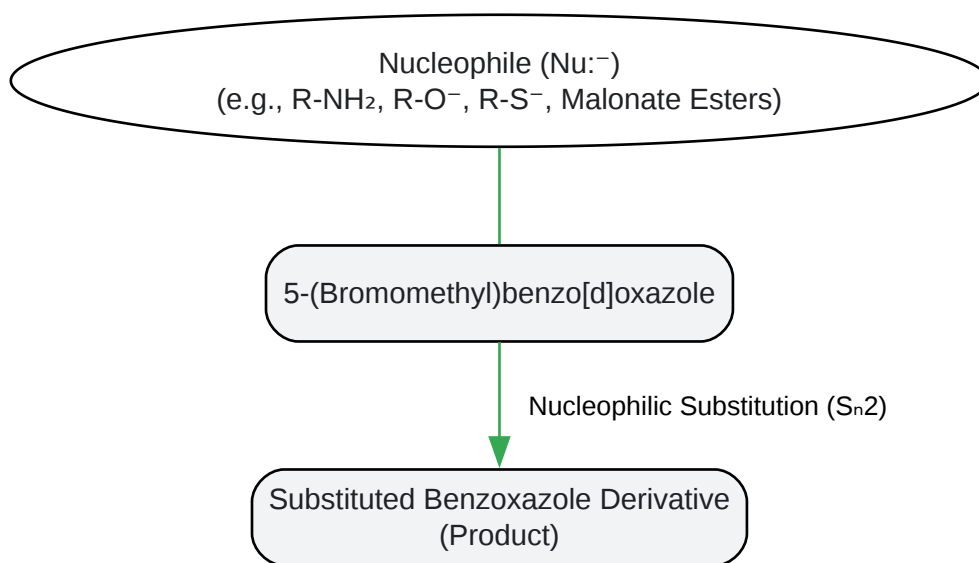 Nucleophile (Nu:⁻)
(e.g., R-NH₂, R-O⁻, R-S⁻, Malonate Esters)
5-(Bromomethyl)benzo[d]oxazole
Nucleophilic Substitution (Sₙ2)
Substituted Benzoxazole Derivative
(Product)